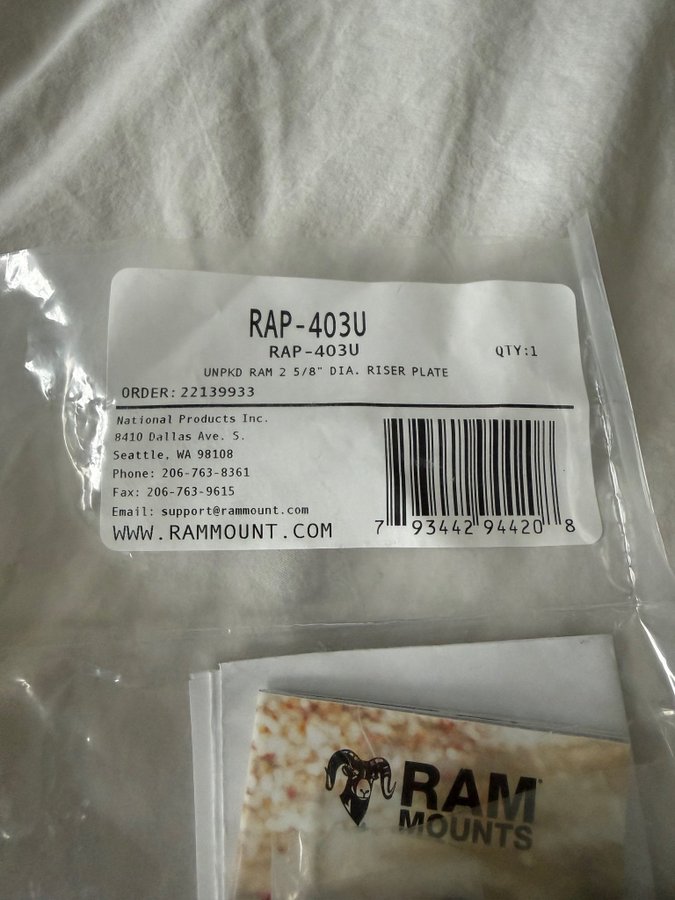 RAP-403U
RAP-403U
QTY:1
UNPKD RAM 2 5/8" DIA. RISER PLATE
ORDER: 22139933
National Products Inc.
8410 Dallas Ave. S.
Seattle, WA 98108
Phone: 206-763-8361
Fax: 206-763-9615
Email: support@rammount.com
WWW.RAMMOUNT.COM
7 93442 94420 8
RAM®
MOUNTS